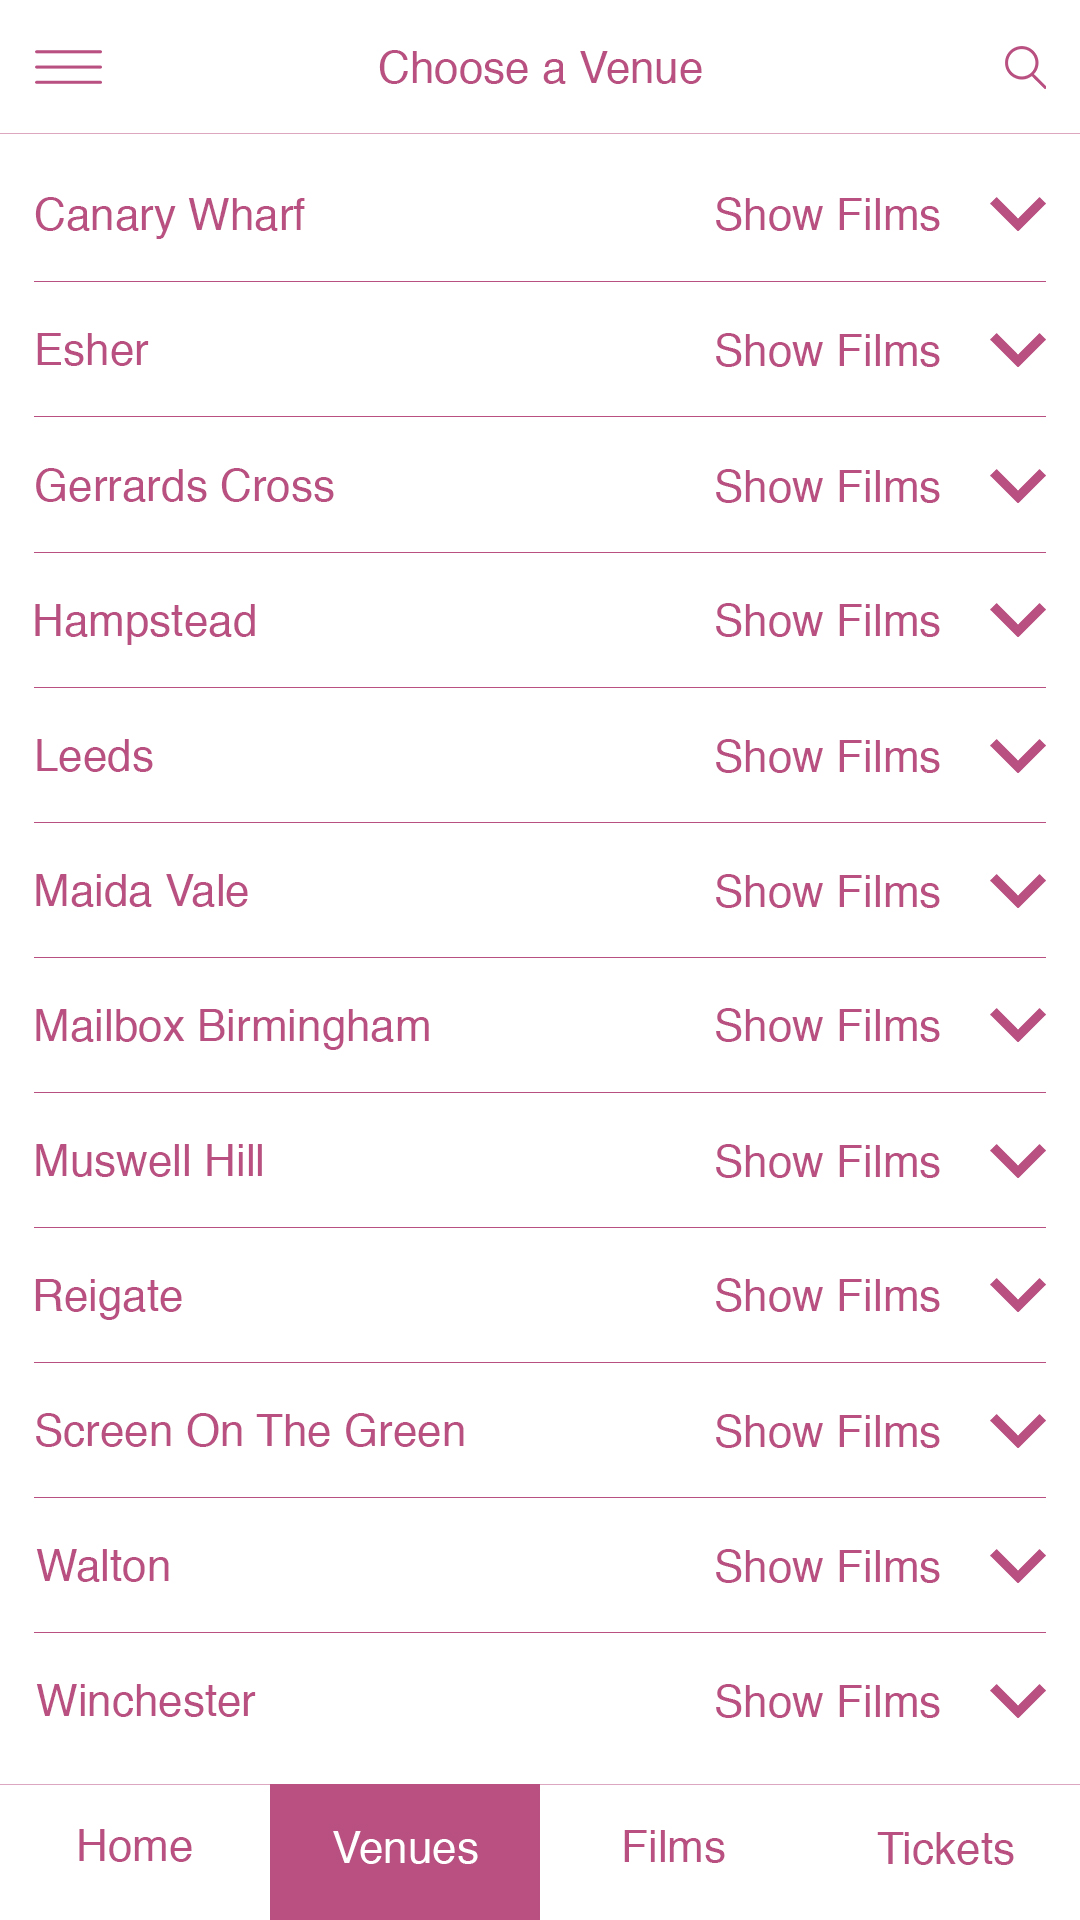 Choose a Venue
Canary Wharf Show Films
Esher Show Films
Gerrards Cross Show Films
Hampstead Show Films
Leeds Show Films
Maida Vale Show Films
Mailbox Birmingham Show Films
Muswell Hill Show Films
Reigate Show Films
Screen On The Green Show Films
Walton Show Films
Winchester Show Films
Home Venues Films Tickets